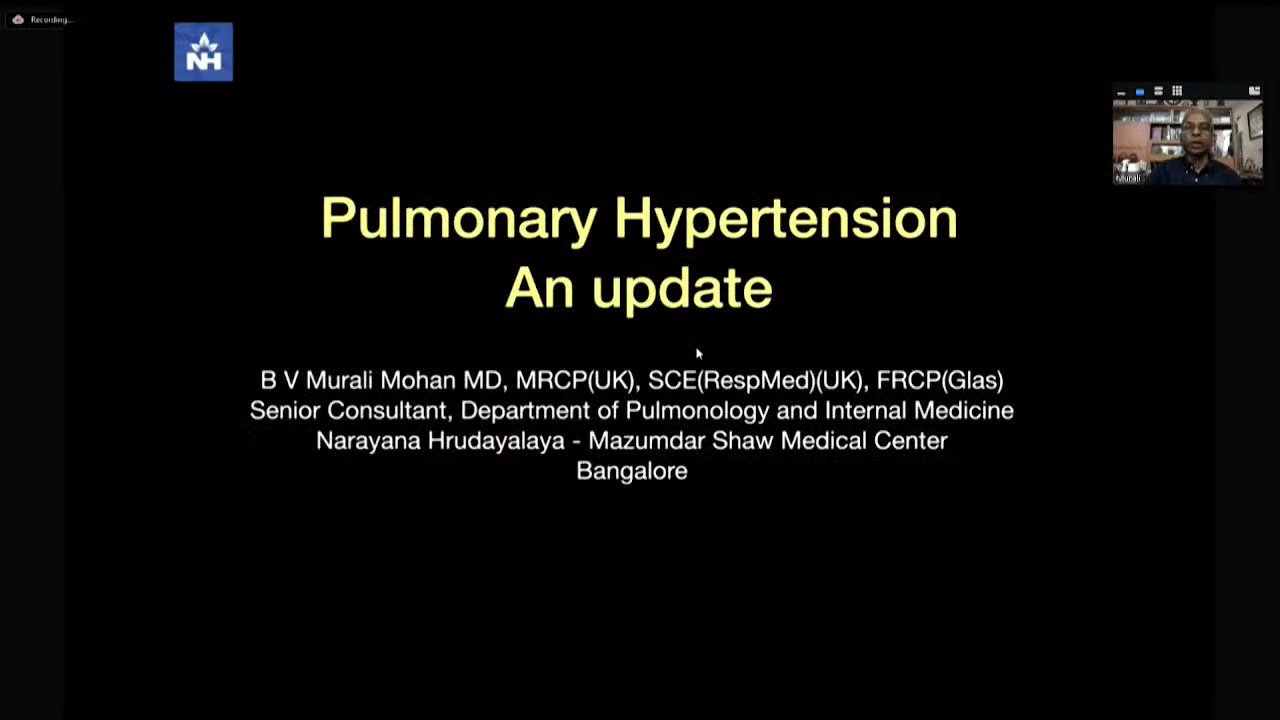 Recording...
NH
Pulmonary Hypertension
An update
B V Murali Mohan MD, MRCP(UK), SCE(RespMed)(UK), FRCP(Glas)
Senior Consultant, Department of Pulmonology and Internal Medicine
Narayana Hrudayalaya - Mazumdar Shaw Medical Center
Bangalore
Murali